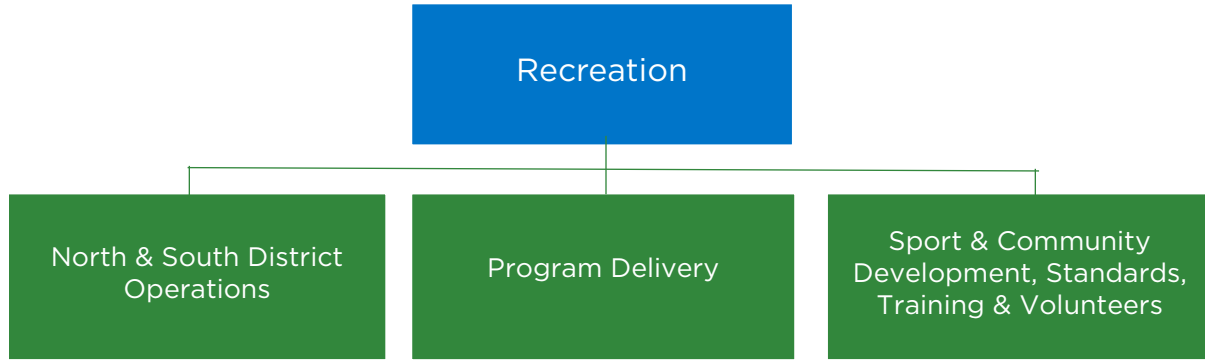 Recreation
North & South District
Operations
Program Delivery
Sport & Community
Development, Standards,
Training & Volunteers